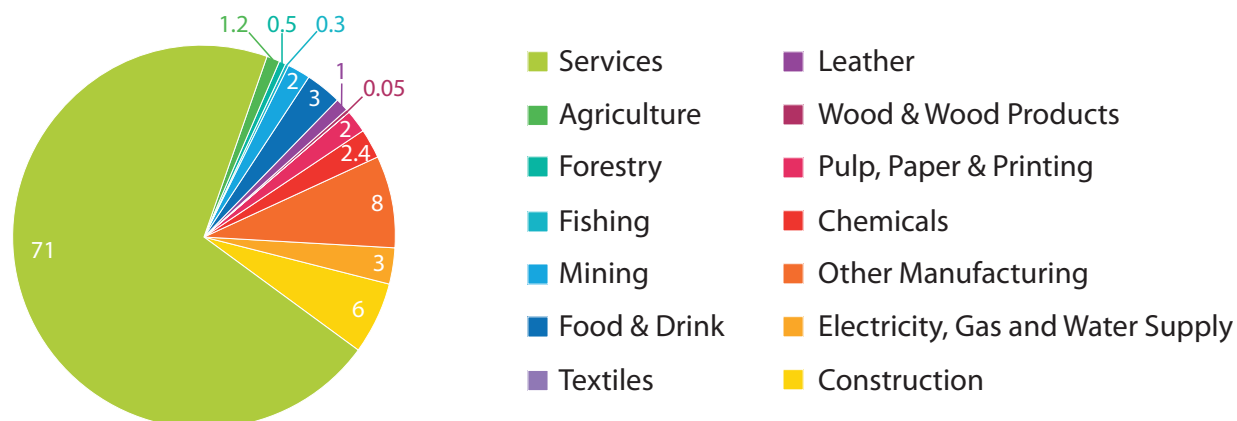 1.2 0.5 0.3
1
0.05
2
3
2
2.4
8
3
6
71
Services
Agriculture
Forestry
Fishing
Mining
Food & Drink
Textiles
Leather
Wood & Wood Products
Pulp, Paper & Printing
Chemicals
Other Manufacturing
Electricity, Gas and Water Supply
Construction